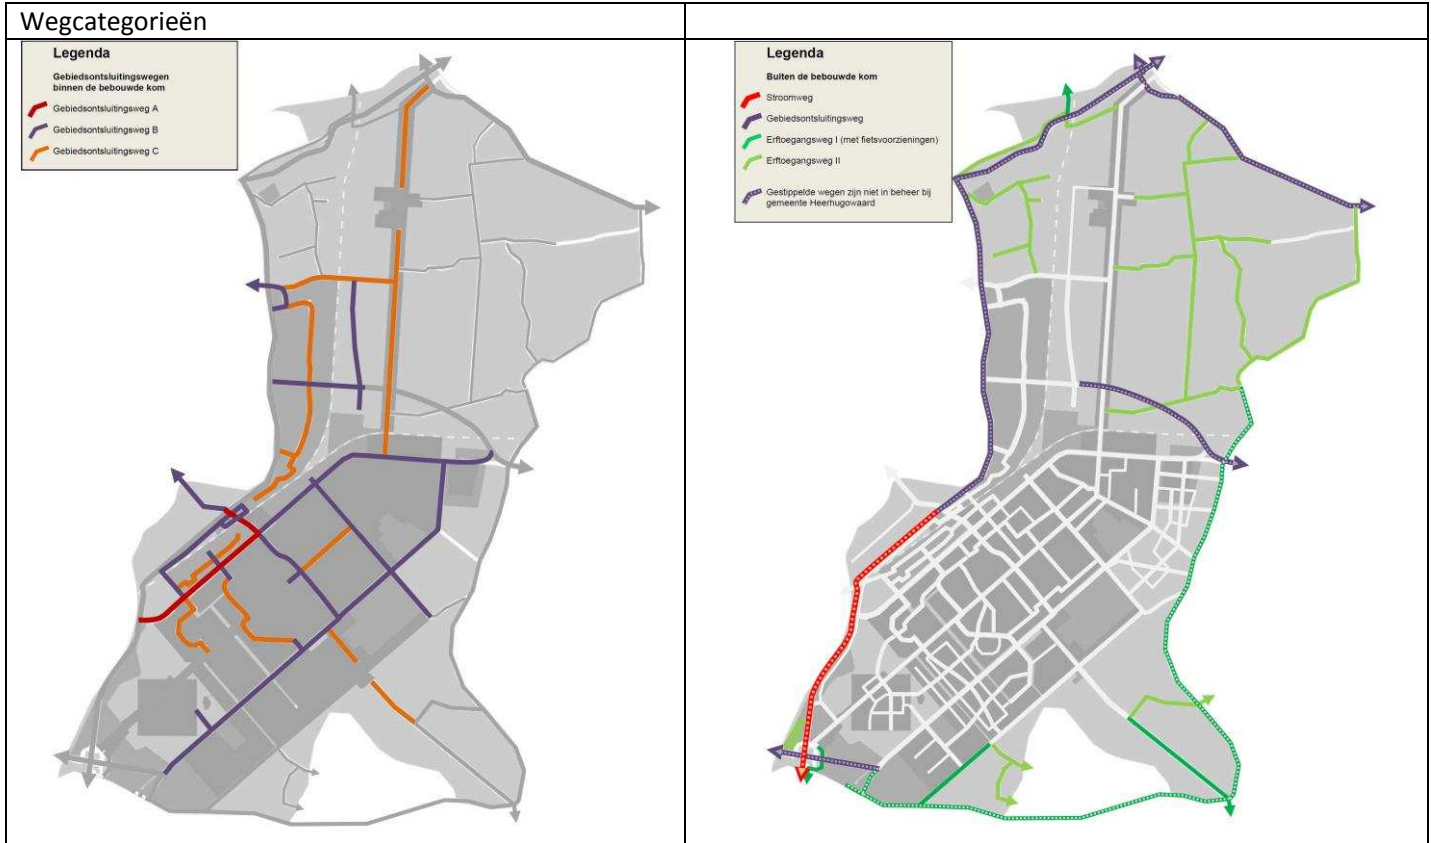 Wegcategorieën
Legenda
Gebiedsontsluitingswegen
binnen de bebouwde kom
Gebiedsontsluitingsweg A
Gebiedsontsluitingsweg B
Gebiedsontsluitingsweg C
Legenda
Buiten de bebouwde kom
Stroomweg
Gebiedsontsluitingsweg
Erftoegangsweg I (met fietsvoorzieningen)
Erftoegangsweg II
Gestippelde wegen zijn niet in beheer bij
gemeente Heerhugowaard